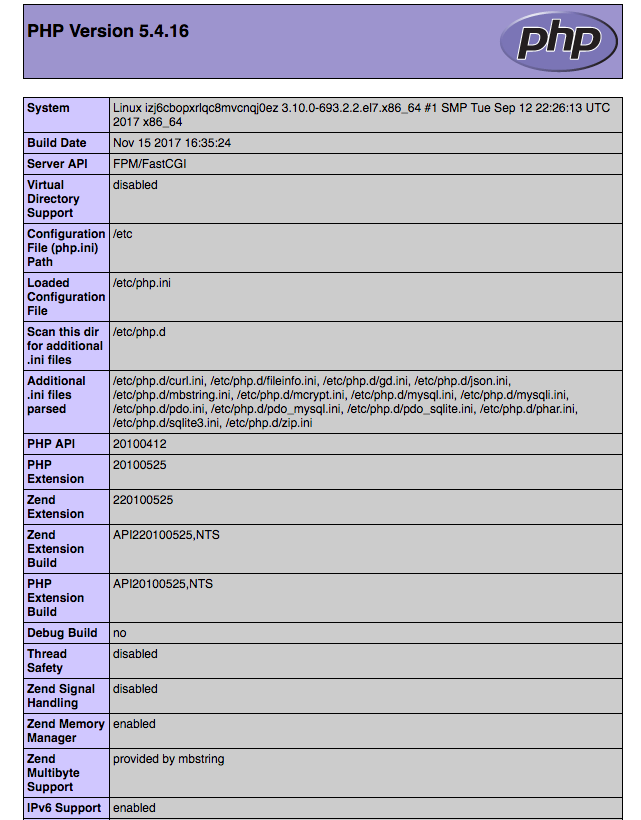 PHP Version 5.4.16
php
System
Linux izj6cbopxrlqc8mvcnqj0ez 3.10.0-693.2.2.el7.x86_64 #1 SMP Tue Sep 12 22:26:13 UTC
2017 x86_64
Build Date
Nov 15 2017 16:35:24
Server API
FPM/FastCGI
Virtual
Directory
Support
disabled
Configuration
File (php.ini)
Path
/etc
Loaded
Configuration
File
/etc/php.ini
Scan this dir
for additional
.ini files
/etc/php.d
Additional
.ini files
parsed
/etc/php.d/curl.ini, /etc/php.d/fileinfo.ini, /etc/php.d/gd.ini, /etc/php.d/json.ini,
/etc/php.d/mbstring.ini, /etc/php.d/mcrypt.ini, /etc/php.d/mysql.ini, /etc/php.d/mysqli.ini,
/etc/php.d/pdo.ini, /etc/php.d/pdo_mysql.ini, /etc/php.d/pdo_sqlite.ini, /etc/php.d/phar.ini,
/etc/php.d/sqlite3.ini, /etc/php.d/zip.ini
PHP API
20100412
PHP
Extension
20100525
Zend
Extension
220100525
Zend
Extension
Build
API220100525,NTS
PHP
Extension
Build
API20100525,NTS
Debug Build
no
Thread
Safety
disabled
Zend Signal
Handling
disabled
Zend Memory
Manager
enabled
Zend
Multibyte
Support
provided by mbstring
IPv6 Support
enabled